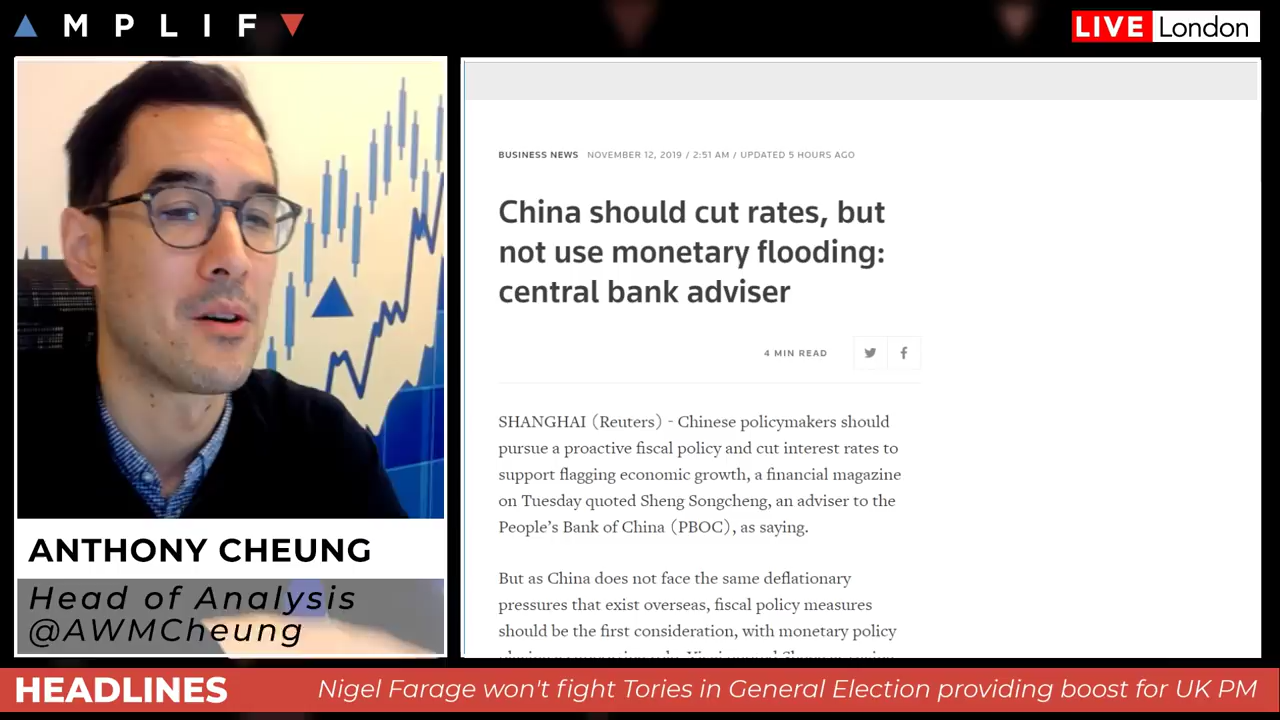 MPLIF
LIVE London
BUSINESS NEWS NOVEMBER 12, 2019 / 2:51 AM / UPDATED 5 HOURS AGO
China should cut rates, but
not use monetary flooding:
central bank adviser
4 MIN READ
SHANGHAI (Reuters) - Chinese policymakers should
pursue a proactive fiscal policy and cut interest rates to
support flagging economic growth, a financial magazine
on Tuesday quoted Sheng Songcheng, an adviser to the
People's Bank of China (PBOC), as saying.
But as China does not face the same deflationary
pressures that exist overseas, fiscal policy measures
should be the first consideration, with monetary policy
ANTHONY CHEUNG
Head of Analysis
@AWMCheung
HEADLINES Nigel Farage won't fight Tories in General Election providing boost for UK PM